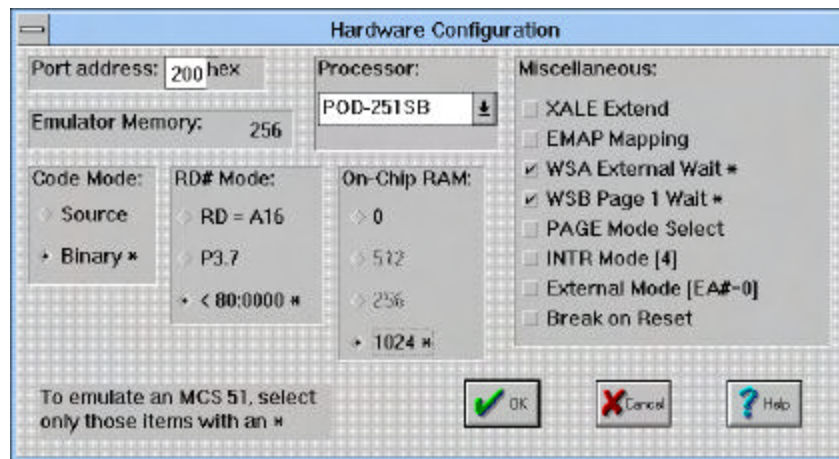 Hardware Configuration
Port address: 200 hex
Emulator Memory: 256
Processor:
POD-251SB
Code Mode:
Source
Binary *
RD# Mode:
RD = A16
P3.7
< 80:0000 *
On-Chip RAM:
0
512
256
1024 *
Miscellaneous:
XALE Extend
EMAP Mapping
WSA External Wait *
WSB Page 1 Wait *
PAGE Mode Select
INTR Mode [4]
External Mode [EA#=0]
Break on Reset
To emulate an MCS 51, select
only those items with an *
OK
Cancel
Help